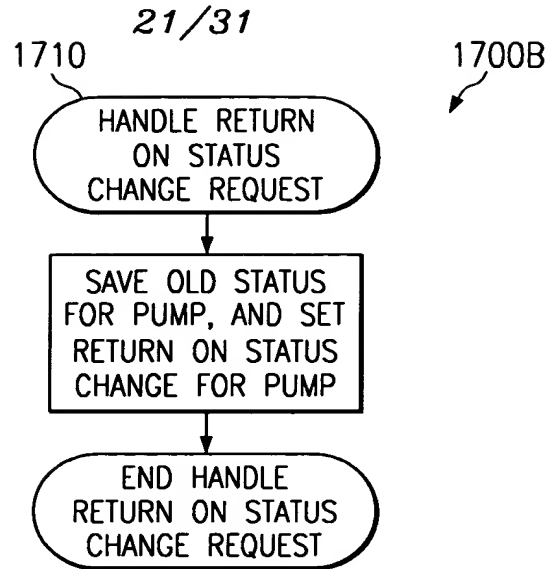 21/31
1710
1700B
HANDLE RETURN
ON STATUS
CHANGE REQUEST
SAVE OLD STATUS
FOR PUMP, AND SET
RETURN ON STATUS
CHANGE FOR PUMP
END HANDLE
RETURN ON STATUS
CHANGE REQUEST